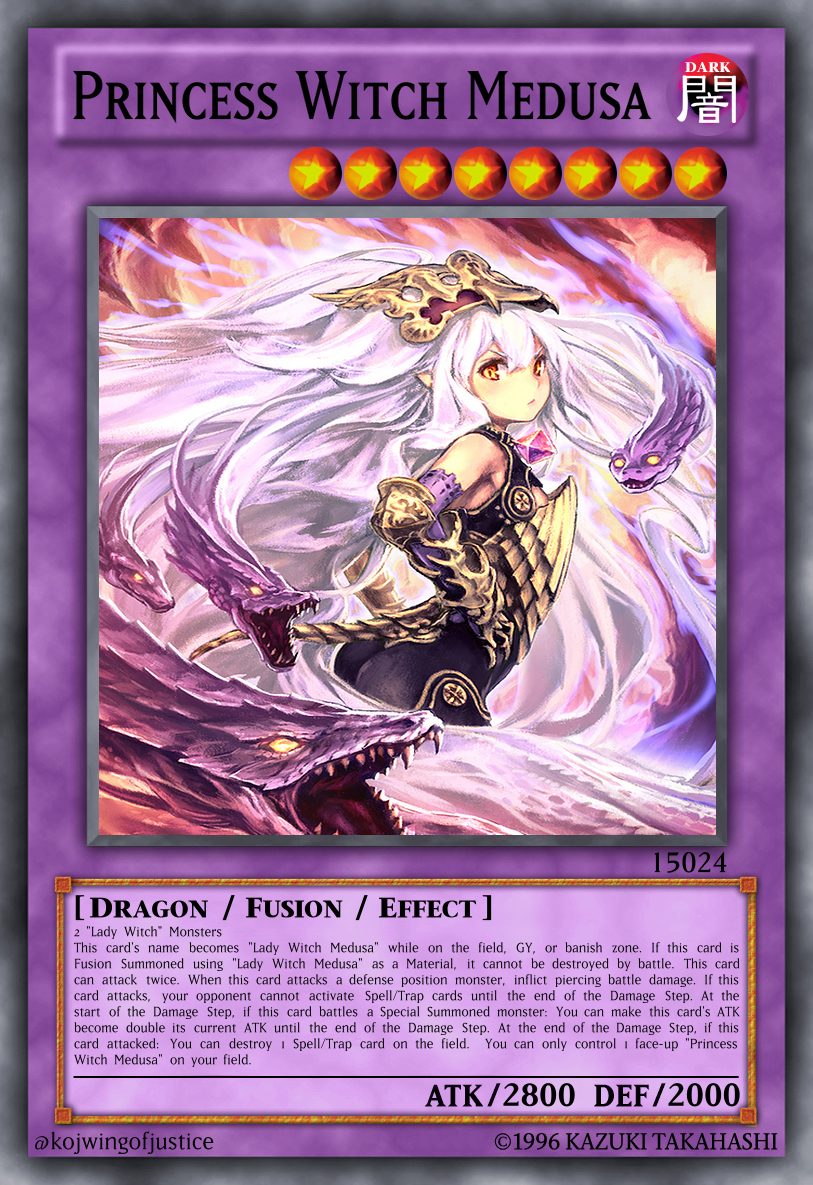 Princess Witch Medusa
DARK
闇
15024
[ Dragon / Fusion / Effect ]
2 "Lady Witch" Monsters
This card's name becomes "Lady Witch Medusa" while on the field, GY, or banish zone. If this card is
Fusion Summoned using "Lady Witch Medusa" as a Material, it cannot be destroyed by battle. This card
can attack twice. When this card attacks a defense position monster, inflict piercing battle damage. If this
card attacks, your opponent cannot activate Spell/Trap cards until the end of the Damage Step. At the
start of the Damage Step, if this card battles a Special Summoned monster: You can make this card's ATK
become double its current ATK until the end of the Damage Step. At the end of the Damage Step, if this
card attacked: You can destroy 1 Spell/Trap card on the field. You can only control 1 face-up "Princess
Witch Medusa" on your field.
ATK/2800 DEF/2000
@kojwingofjustice
©1996 KAZUKI TAKAHASHI